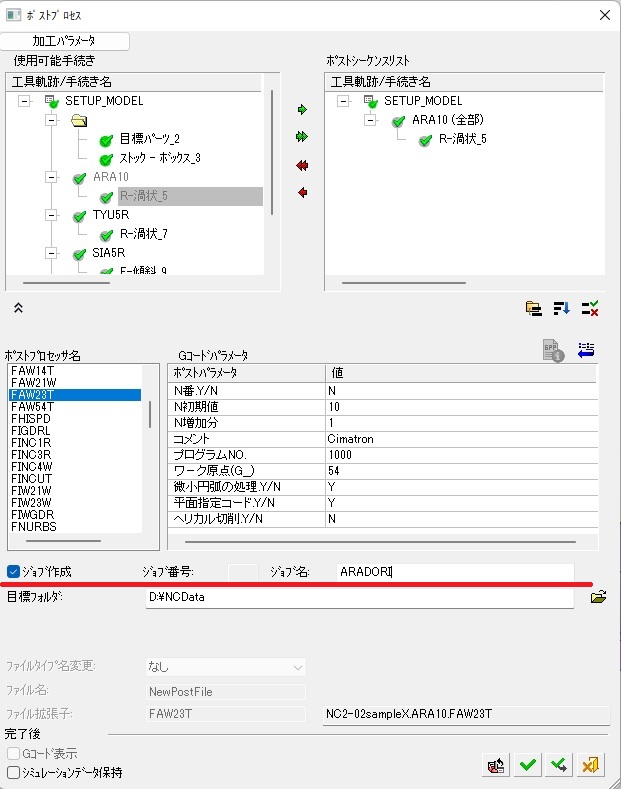 ﾎﾟｽﾄﾌﾟﾛｾｽ
加工ﾊﾟﾗﾒｰﾀ
使用可能手続き
工具軌跡/手続き名
SETUP_MODEL
目標ﾊﾟｰﾂ_2
ｽﾄｯｸ - ﾎﾞｯｸｽ_3
ARA10
R-渦状_5
TYU5R
R-渦状_7
SIA5R
F-傾斜_9
ﾎﾟｽﾄｼｰｹﾝｽﾘｽﾄ
工具軌跡/手続き名
SETUP_MODEL
ARA10 (全部)
R-渦状_5
ﾎﾟｽﾄﾌﾟﾛｾｯｻ名
FAW14T
FAW21W
FAW23T
FAW54T
FHISPD
FIGDRL
FINC1R
FINC3R
FINC4W
FINCUT
FIW21W
FIW23W
FIWGDR
FNURBS
Gｺｰﾄﾞﾊﾟﾗﾒｰﾀ
ﾎﾟｽﾄﾊﾟﾗﾒｰﾀ 値
N番.Y/N N
N初期値 10
N増加分 1
ｺﾒﾝﾄ Cimatron
ﾌﾟﾛｸﾞﾗﾑNO. 1000
ﾜｰｸ原点(G_) 54
微小円弧の処理.Y/N Y
平面指定ｺｰﾄﾞ.Y/N Y
ﾍﾘｶﾙ切削.Y/N N
ｼﾞｮﾌﾞ作成 ｼﾞｮﾌﾞ番号: ｼﾞｮﾌﾞ名: ARADORI
目標ﾌｫﾙﾀﾞ: D:¥NCData
ﾌｧｲﾙﾀｲﾌﾟ名変更: なし
ﾌｧｲﾙ名: NewPostFile
ﾌｧｲﾙ拡張子: FAW23T NC2-02sampleX.ARA10.FAW23T
完了後
Gｺｰﾄﾞ表示
ｼﾐｭﾚｰｼｮﾝﾃﾞｰﾀ保持